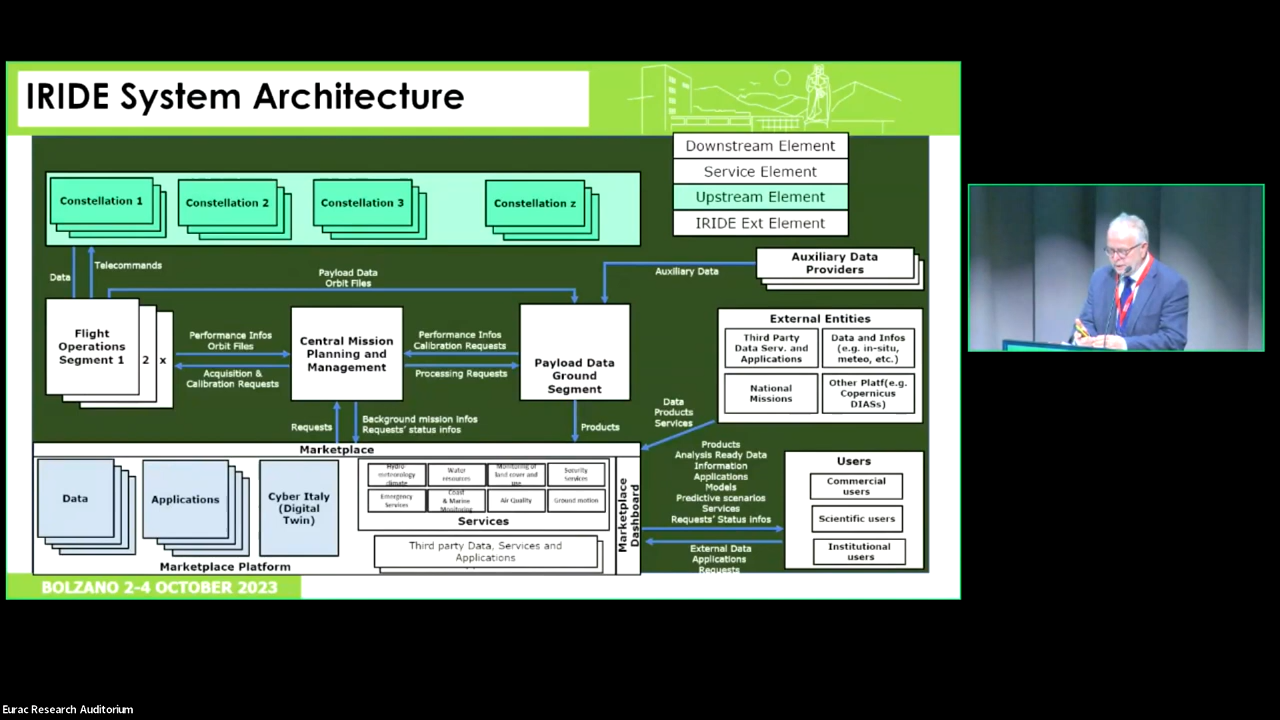 IRIDE System Architecture
Downstream Element
Service Element
Upstream Element
IRIDE Ext Element
Constellation 1
Constellation 2
Constellation 3
Constellation z
Data
Telecommands
Payload Data
Orbit Files
Auxiliary Data
Auxiliary Data
Providers
Flight
Operations
Segment 1
2
x
Performance Infos
Orbit Files
Acquisition &
Calibration Requests
Central Mission
Planning and
Management
Performance Infos
Calibration Requests
Processing Requests
Payload Data
Ground
Segment
External Entities
Third Party
Data Serv. and
Applications
Data and Infos
(e.g. in-situ,
meteo, etc.)
National
Missions
Other Platf(e.g.
Copernicus
DIASs)
Requests
Background mission infos
Requests' status infos
Products
Data
Products
Services
Marketplace
Data
Applications
Cyber Italy
(Digital
Twin)
Hydro-
meteorology
climate
Water
resources
Monitoring of
land cover and
use
Security
Services
Emergency
Services
Coast
& Marine
Monitoring
Air Quality
Ground motion
Services
Third party Data, Services and
Applications
Marketplace Platform
Marketplace
Dashboard
Products
Analysis Ready Data
Information
Applications
Models
Predictive scenarios
Services
Requests' Status infos
External Data
Applications
Requests
Users
Commercial
users
Scientific users
Institutional
users
BOLZANO 2-4 OCTOBER 2023
Eurac Research Auditorium